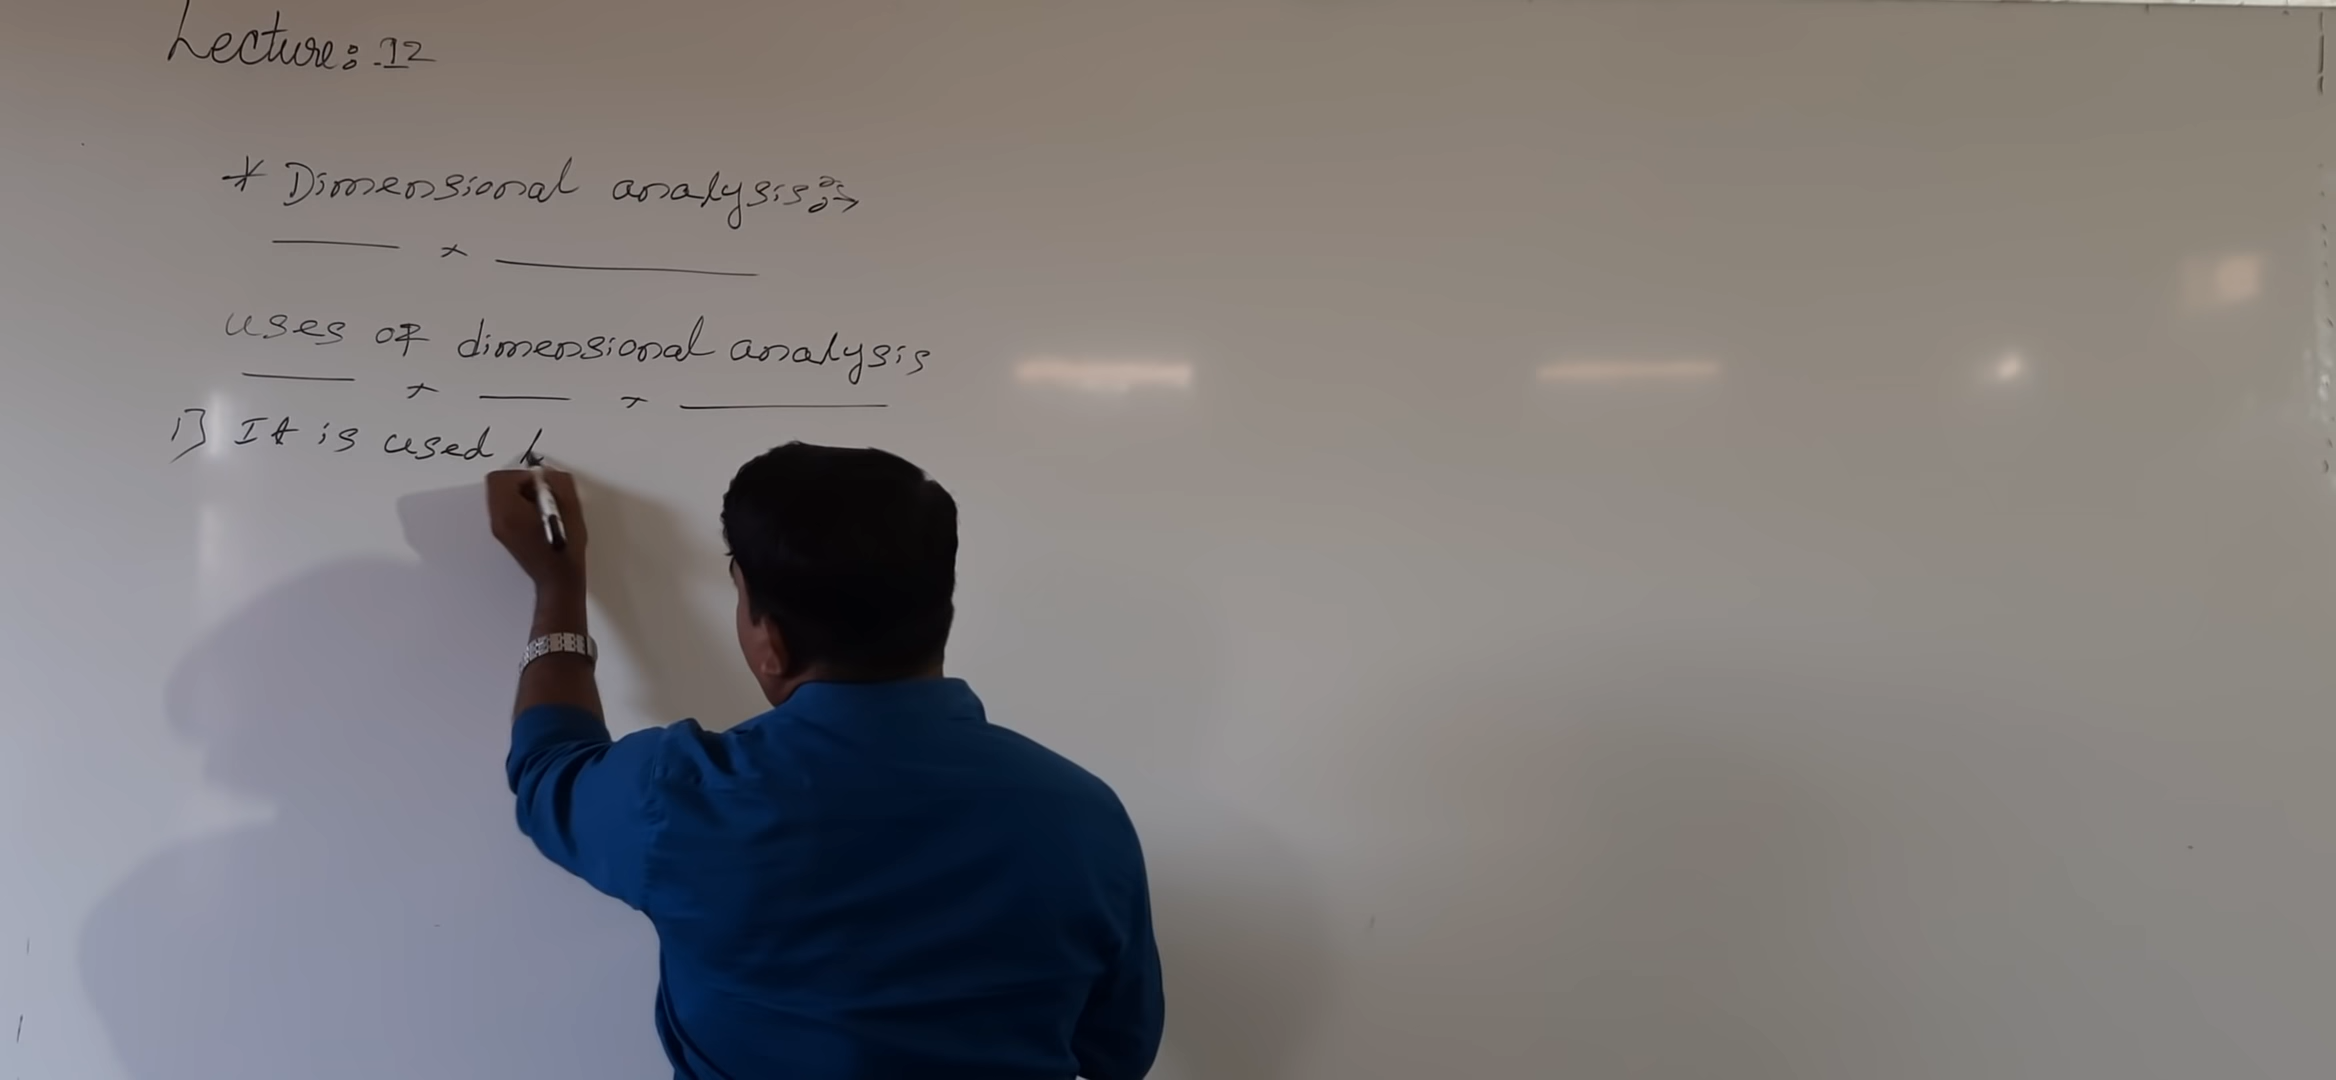 Lecture: 12
* Dimensional analysis:→
uses of dimensional analysis
1] It is used